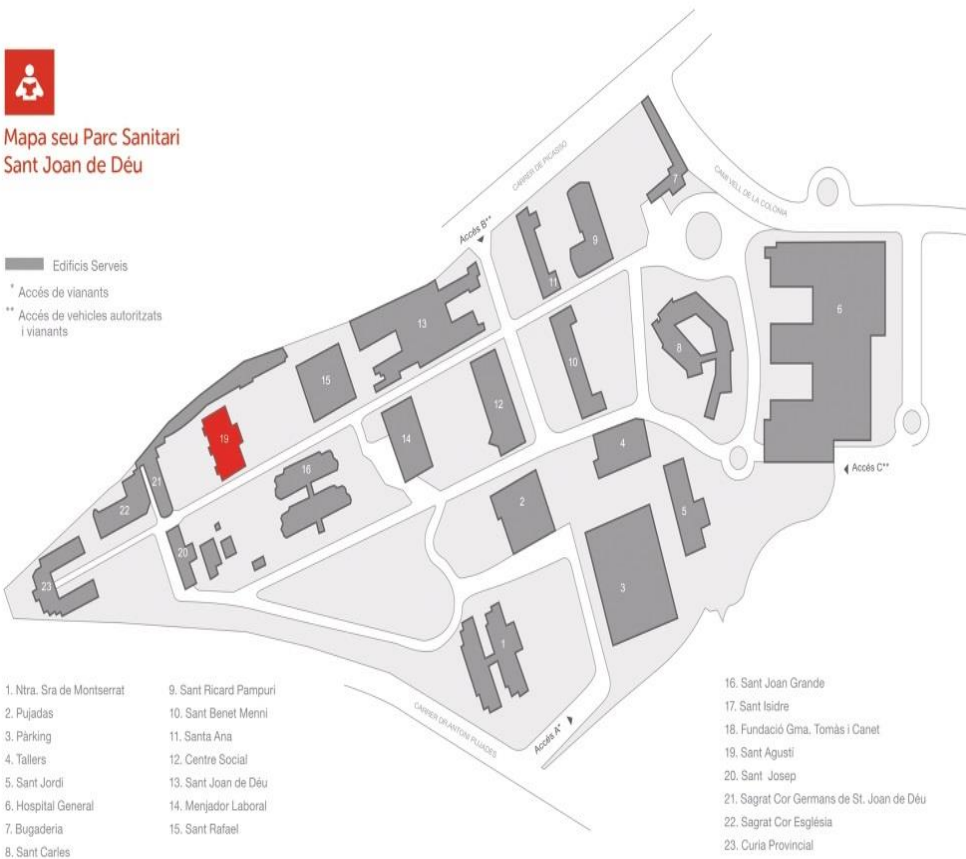 Mapa seu Parc Sanitari
Sant Joan de Déu
Edificis Serveis
* Accés de vianants
** Accés de vehicles autoritzats
i vianants
CARRER DE PICASSO
CAMI VELL DE LA COLONIA
Accés B**
7
9
11
13
6
10
8
15
12
14
19
4
16
Accés C**
21
2
5
22
20
3
23
1
CARRER DR ANTONI PUJADES
Accés A*
1. Ntra. Sra de Montserrat
2. Pujadas
3. Pàrking
4. Tallers
5. Sant Jordi
6. Hospital General
7. Bugaderia
8. Sant Carles
9. Sant Ricard Pampuri
10. Sant Benet Menni
11. Santa Ana
12. Centre Social
13. Sant Joan de Déu
14. Menjador Laboral
15. Sant Rafael
16. Sant Joan Grande
17. Sant Isidre
18. Fundació Gma. Tomàs i Canet
19. Sant Agustí
20. Sant Josep
21. Sagrat Cor Germans de St. Joan de Déu
22. Sagrat Cor Església
23. Curia Provincial